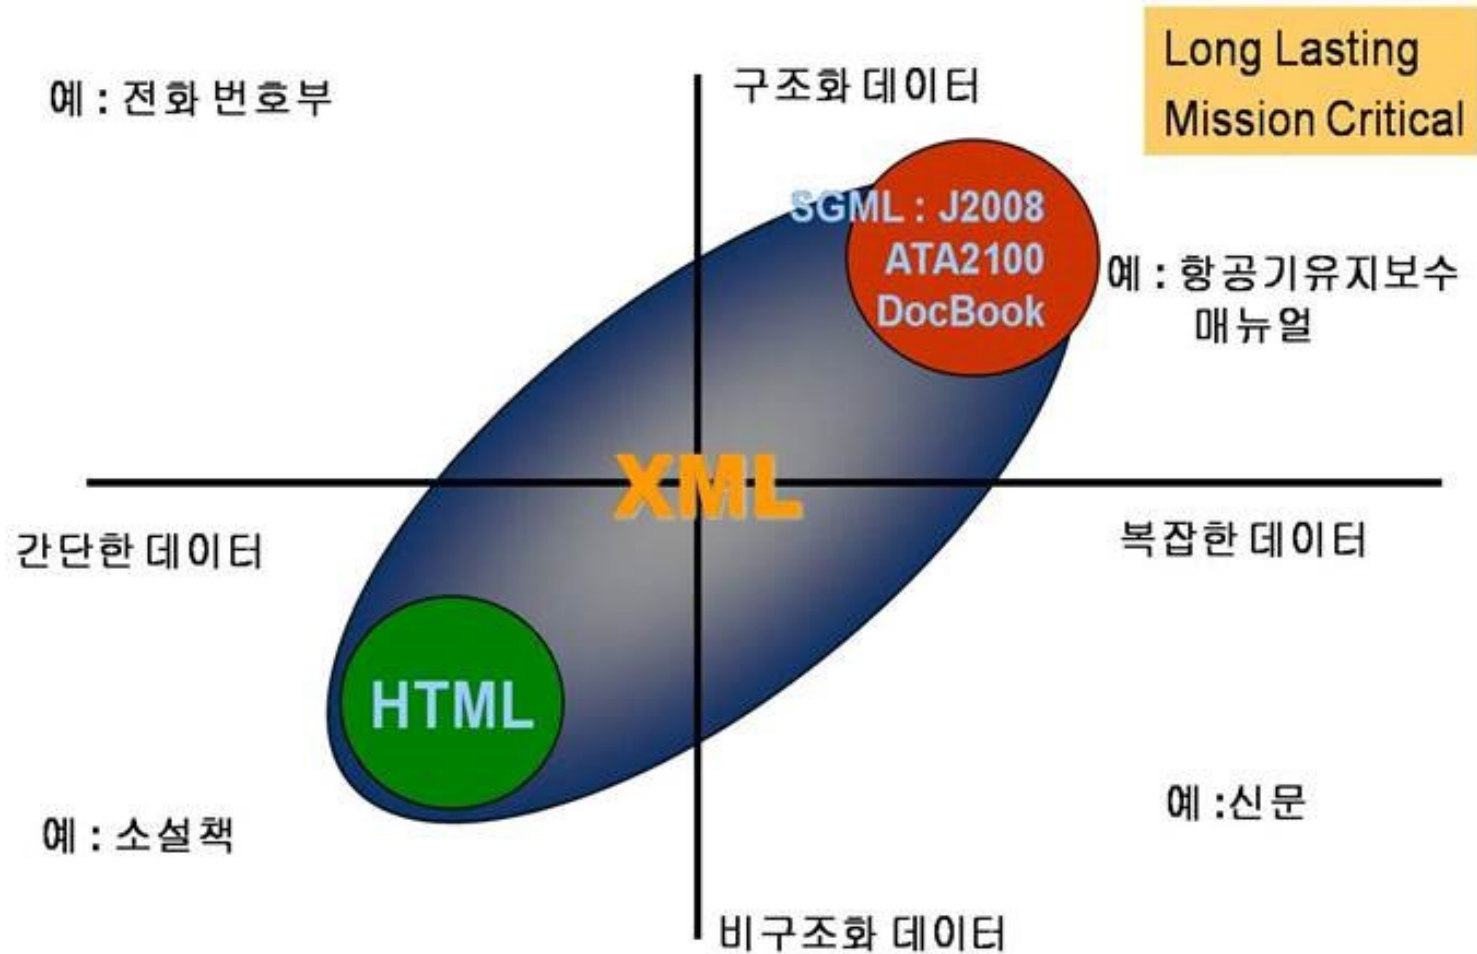 예 : 전화 번호부
구조화 데이터
Long Lasting
Mission Critical
SGML : J2008
ATA2100
DocBook
예 : 항공기유지보수
매뉴얼
XML
간단한 데이터
복잡한 데이터
HTML
예 : 소설책
예 :신문
비구조화 데이터